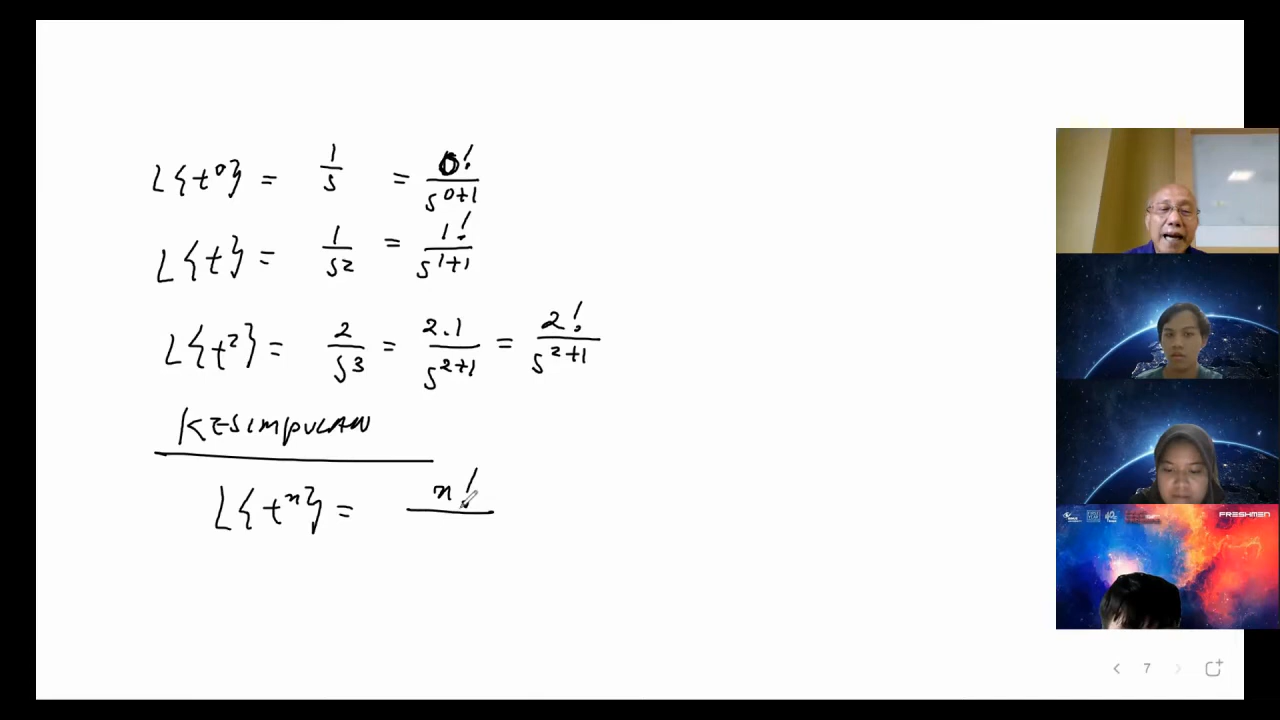 L{t⁰} = 1/s = 0!/s⁰⁺¹
L{t} = 1/s² = 1!/s¹⁺¹
L{t²} = 2/s³ = 2.1/s²⁺¹ = 2!/s²⁺¹
KESIMPULAN
L{tⁿ} = n!
FRESHMEN
7